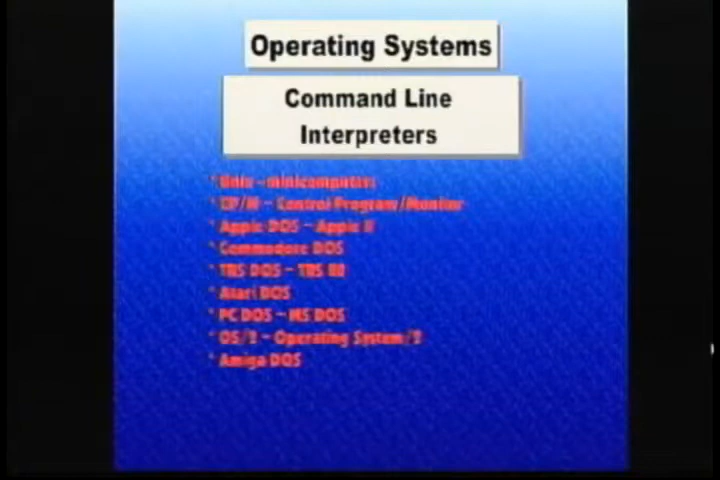 Operating Systems
Command Line
Interpreters
* Unix - minicomputers
* CP/M - Control Program/Monitor
* Apple DOS - Apple II
* Commodore DOS
* TRS DOS - TRS 80
* Atari DOS
* PC DOS - MS DOS
* OS/2 - Operating System/2
* Amiga DOS